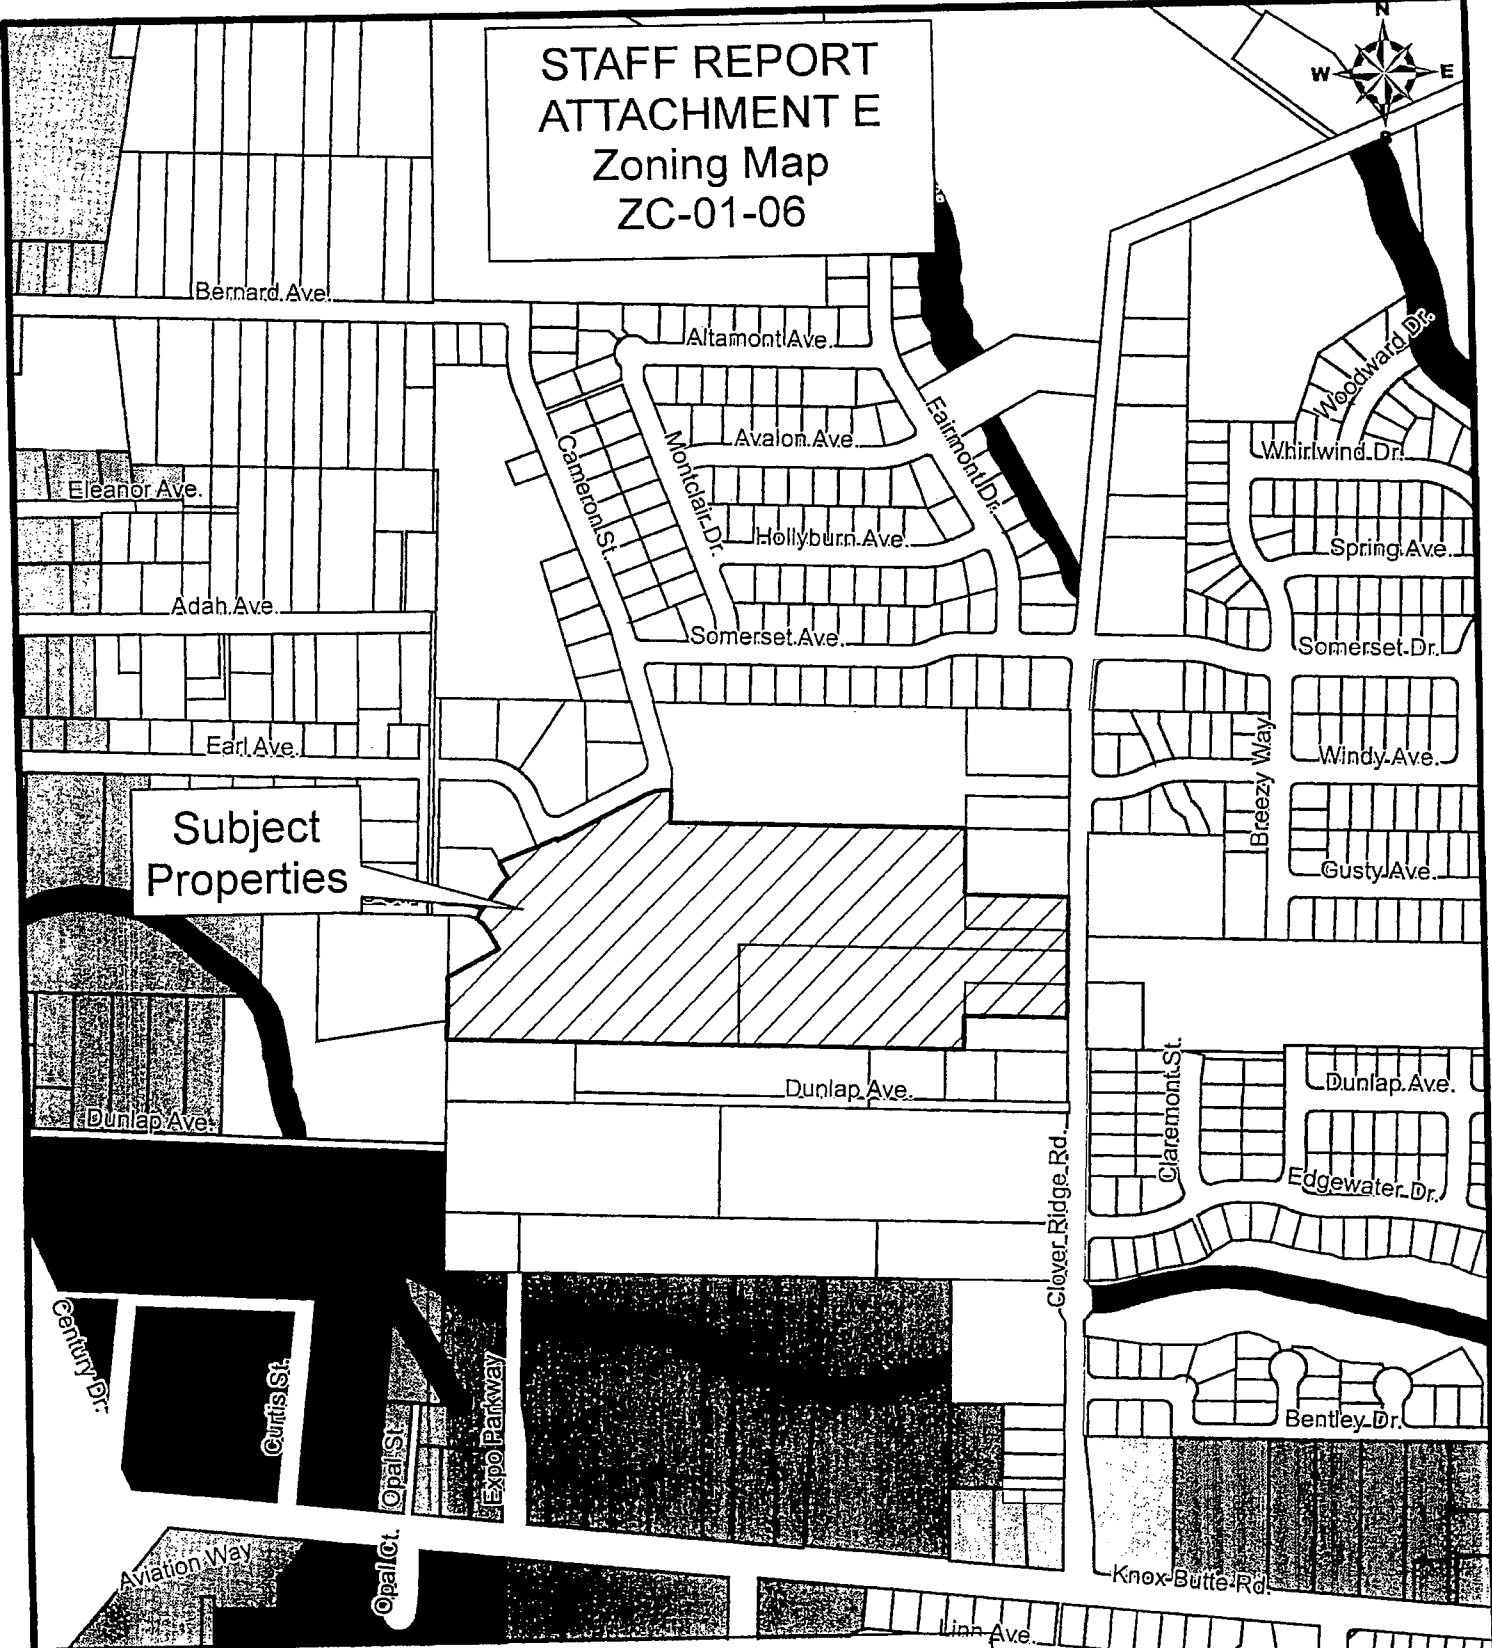 N
STAFF REPORT
ATTACHMENT E
Zoning Map
ZC-01-06
W
E
S
Bernard Ave.
Altamont Ave.
Woodward Dr.
Fairmont Dr.
Avalon Ave.
Montclair Dr.
Cameron St.
Whirlwind Dr.
Eleanor Ave.
Hollyburn Ave.
Spring Ave.
Adah Ave.
Somerset Ave.
Somerset Dr.
Earl Ave.
Breezy Way
Windy Ave.
Subject
Properties
Gusty Ave.
Dunlap Ave.
Dunlap Ave.
Dunlap Ave.
Claremont St.
Clover Ridge Rd.
Edgewater Dr.
Century Dr.
Curtis St.
Opal St.
Expo Parkway
Bentley Dr.
Aviation Way
Opal Ct.
Knox Butte Rd.
Linn Ave.